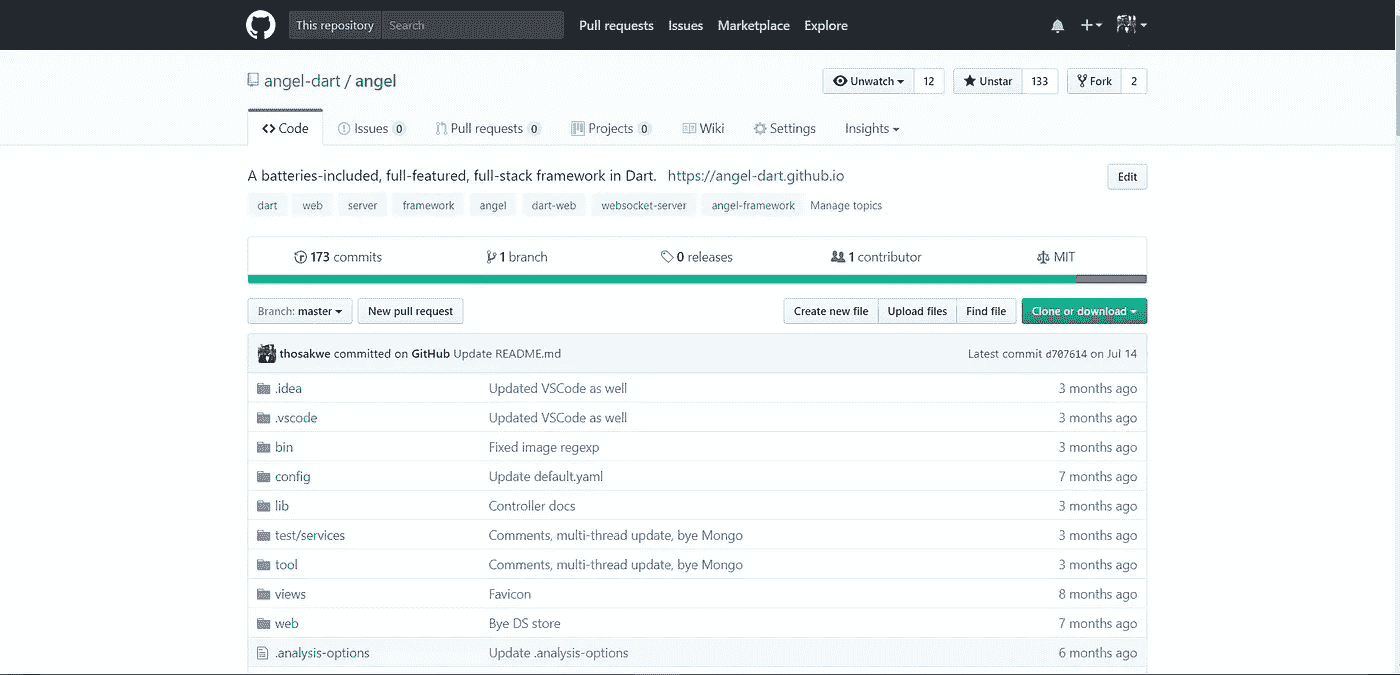 This repository Search Pull requests Issues Marketplace Explore
angel-dart / angel Unwatch 12 Unstar 133 Fork 2
Code Issues 0 Pull requests 0 Projects 0 Wiki Settings Insights
A batteries-included, full-featured, full-stack framework in Dart. https://angel-dart.github.io Edit
dart web server framework angel dart-web websocket-server angel-framework Manage topics
173 commits 1 branch 0 releases 1 contributor MIT
Branch: master New pull request Create new file Upload files Find file Clone or download
thosakwe committed on GitHub Update README.md Latest commit d707614 on Jul 14
.idea Updated VSCode as well 3 months ago
.vscode Updated VSCode as well 3 months ago
bin Fixed image regexp 3 months ago
config Update default.yaml 7 months ago
lib Controller docs 3 months ago
test/services Comments, multi-thread update, bye Mongo 3 months ago
tool Comments, multi-thread update, bye Mongo 3 months ago
views Favicon 8 months ago
web Bye DS store 7 months ago
.analysis-options Update .analysis-options 6 months ago